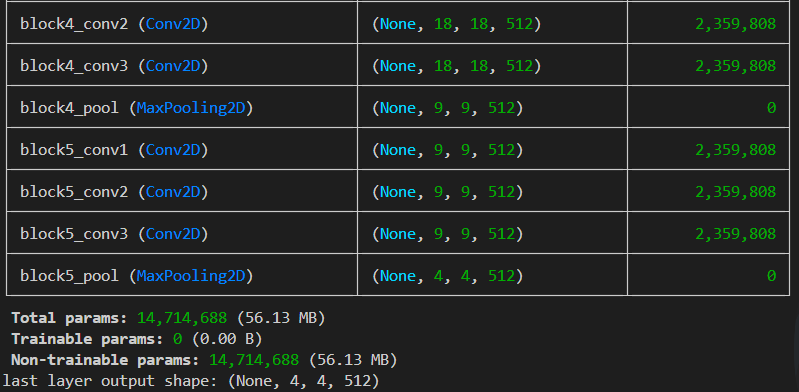 block4_conv2 (Conv2D) (None, 18, 18, 512) 2,359,808
block4_conv3 (Conv2D) (None, 18, 18, 512) 2,359,808
block4_pool (MaxPooling2D) (None, 9, 9, 512) 0
block5_conv1 (Conv2D) (None, 9, 9, 512) 2,359,808
block5_conv2 (Conv2D) (None, 9, 9, 512) 2,359,808
block5_conv3 (Conv2D) (None, 9, 9, 512) 2,359,808
block5_pool (MaxPooling2D) (None, 4, 4, 512) 0
Total params: 14,714,688 (56.13 MB)
Trainable params: 0 (0.00 B)
Non-trainable params: 14,714,688 (56.13 MB)
last layer output shape: (None, 4, 4, 512)